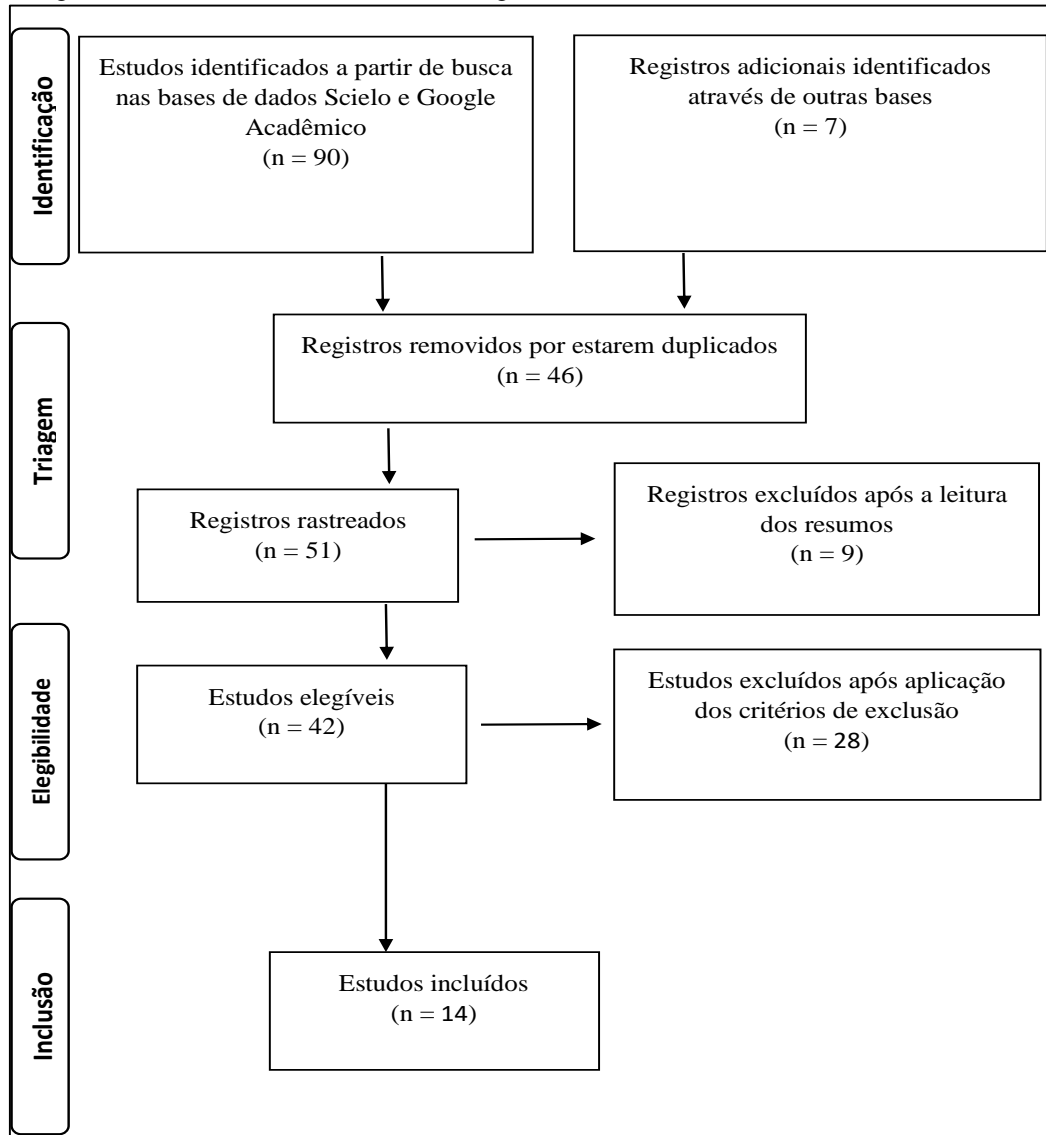 Identificação
Estudos identificados a partir de busca
nas bases de dados Scielo e Google
Acadêmico
(n = 90)
Registros adicionais identificados
através de outras bases
(n = 7)
Triagem
Registros removidos por estarem duplicados
(n = 46)
Registros rastreados
(n = 51)
Registros excluídos após a leitura
dos resumos
(n = 9)
Elegibilidade
Estudos elegíveis
(n = 42)
Estudos excluídos após aplicação
dos critérios de exclusão
(n = 28)
Inclusão
Estudos incluídos
(n = 14)